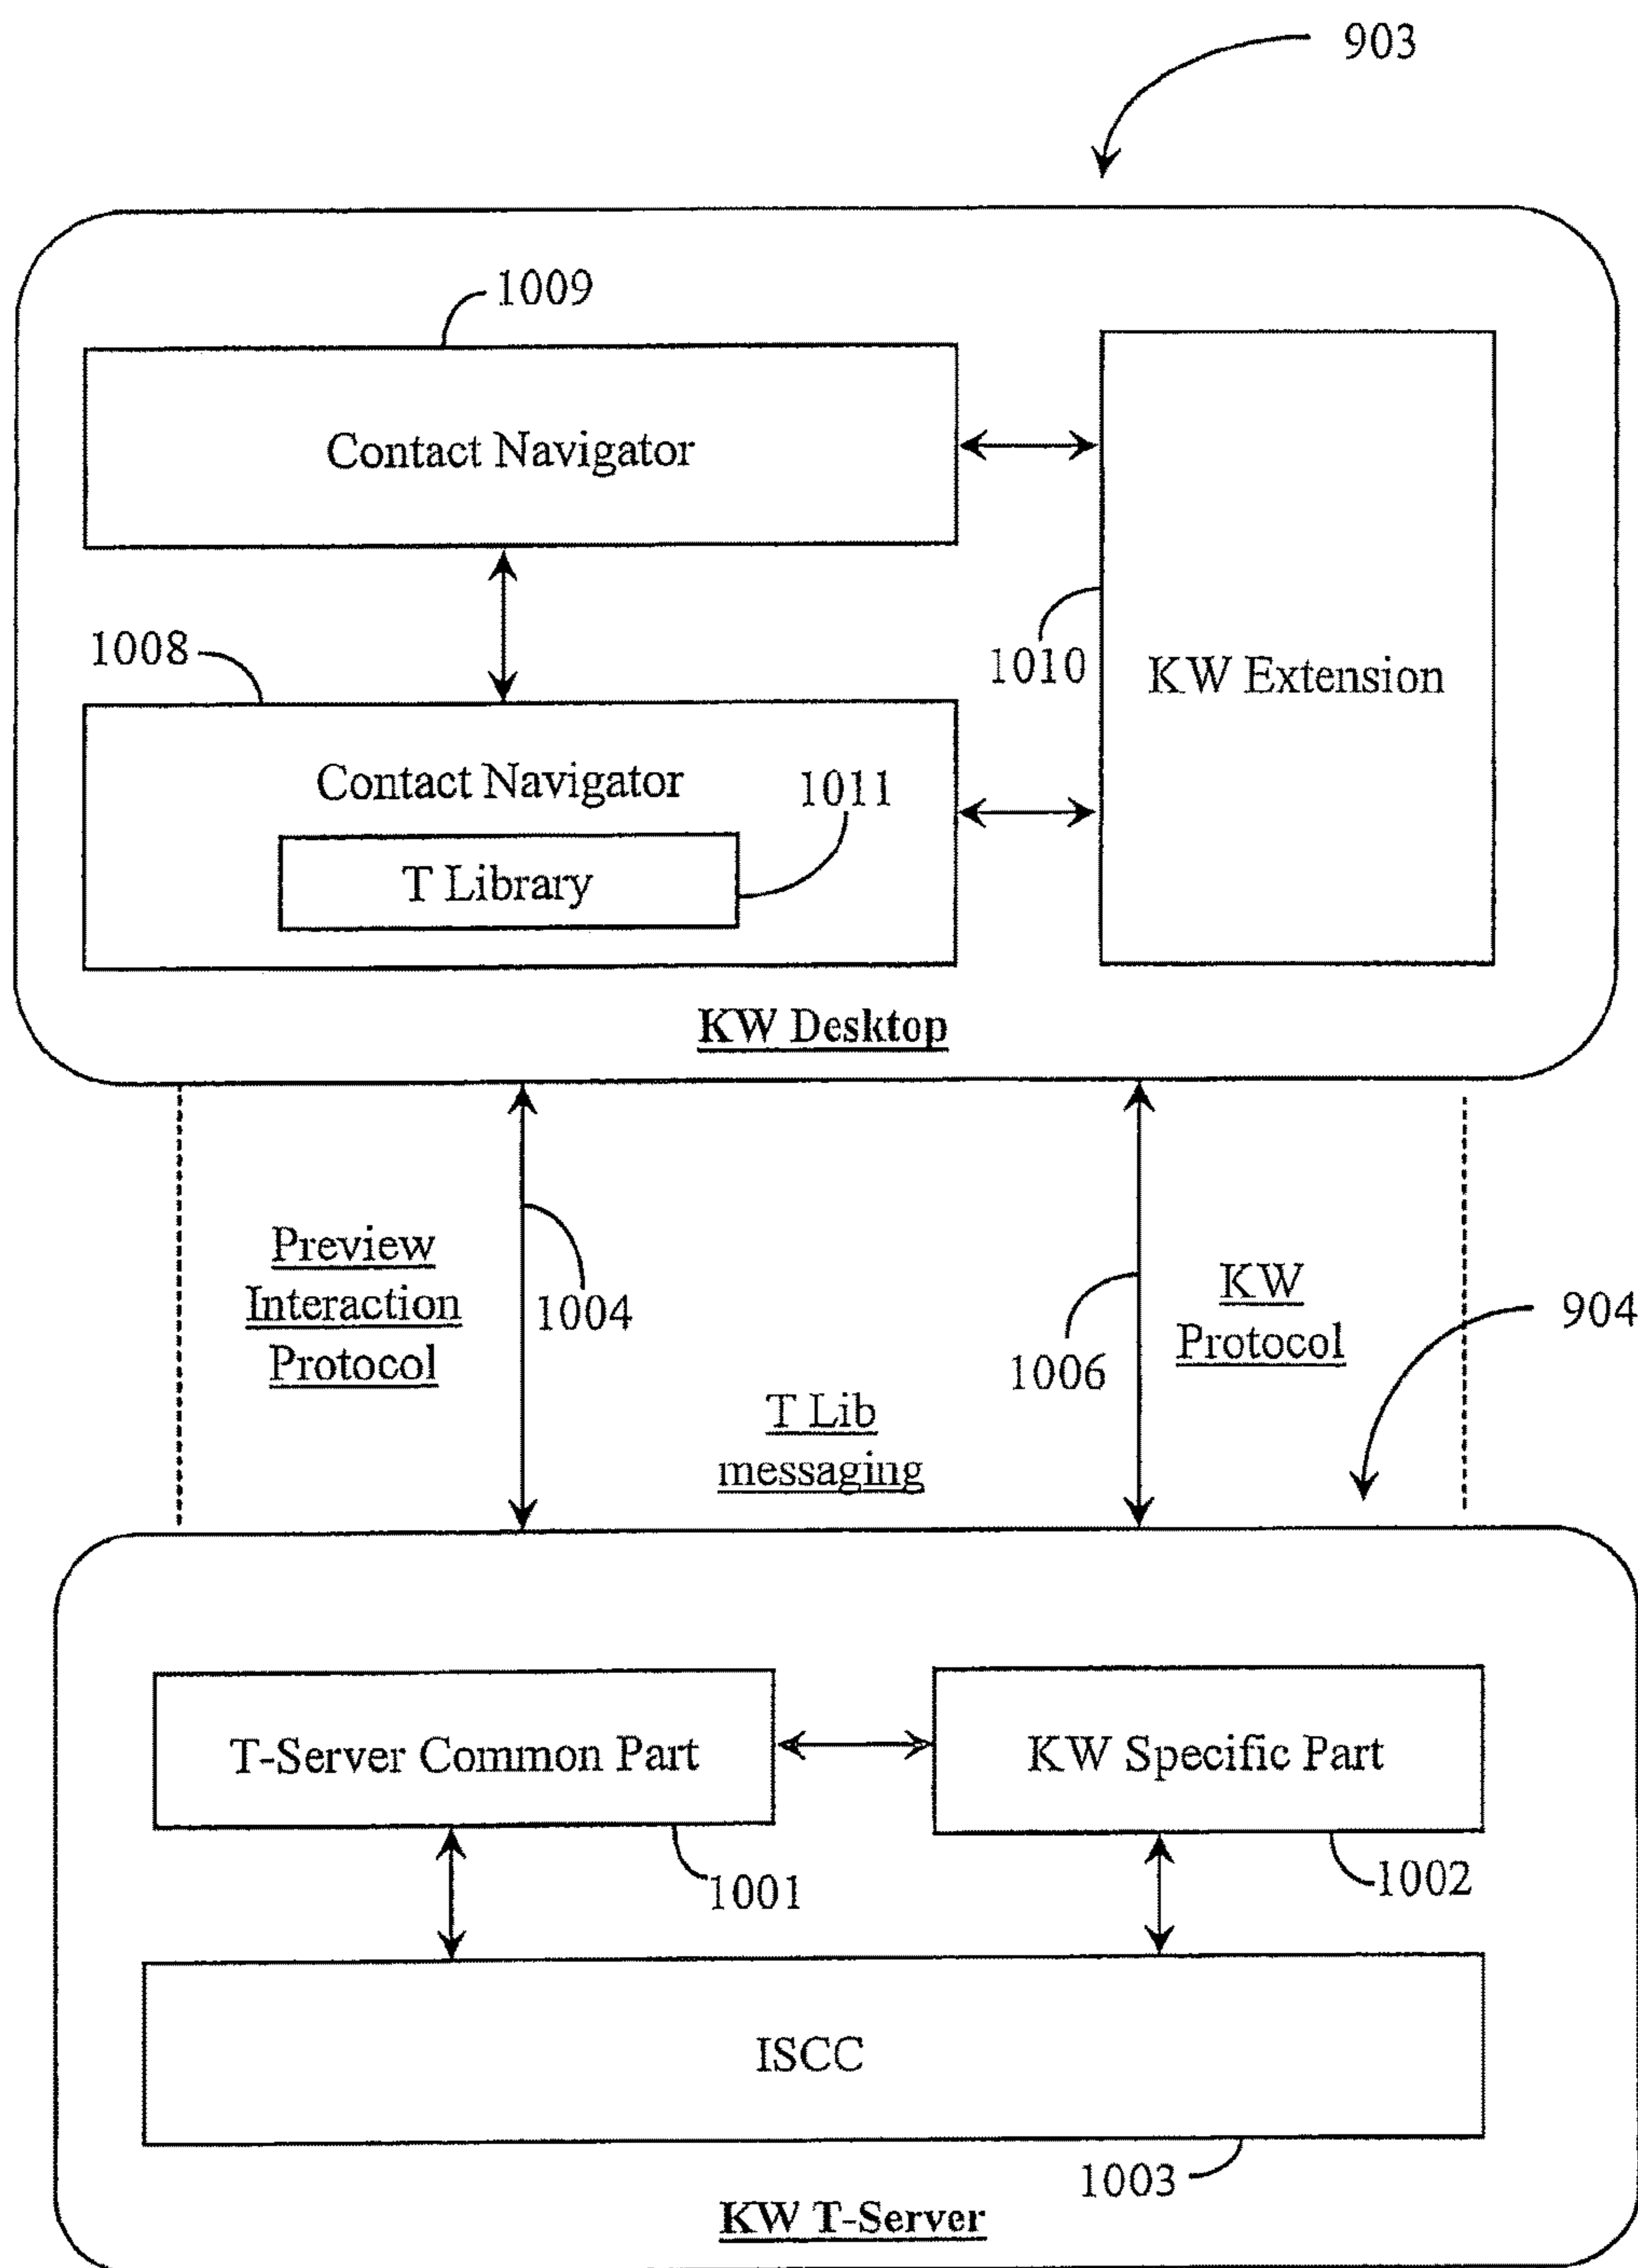 903
1009
Contact Navigator
1008
1010
KW Extension
Contact Navigator
1011
T Library
KW Desktop
Preview
Interaction
Protocol
1004
KW
Protocol
1006
904
T Lib
messaging
T-Server Common Part
KW Specific Part
1001
1002
ISCC
1003
KW T-Server